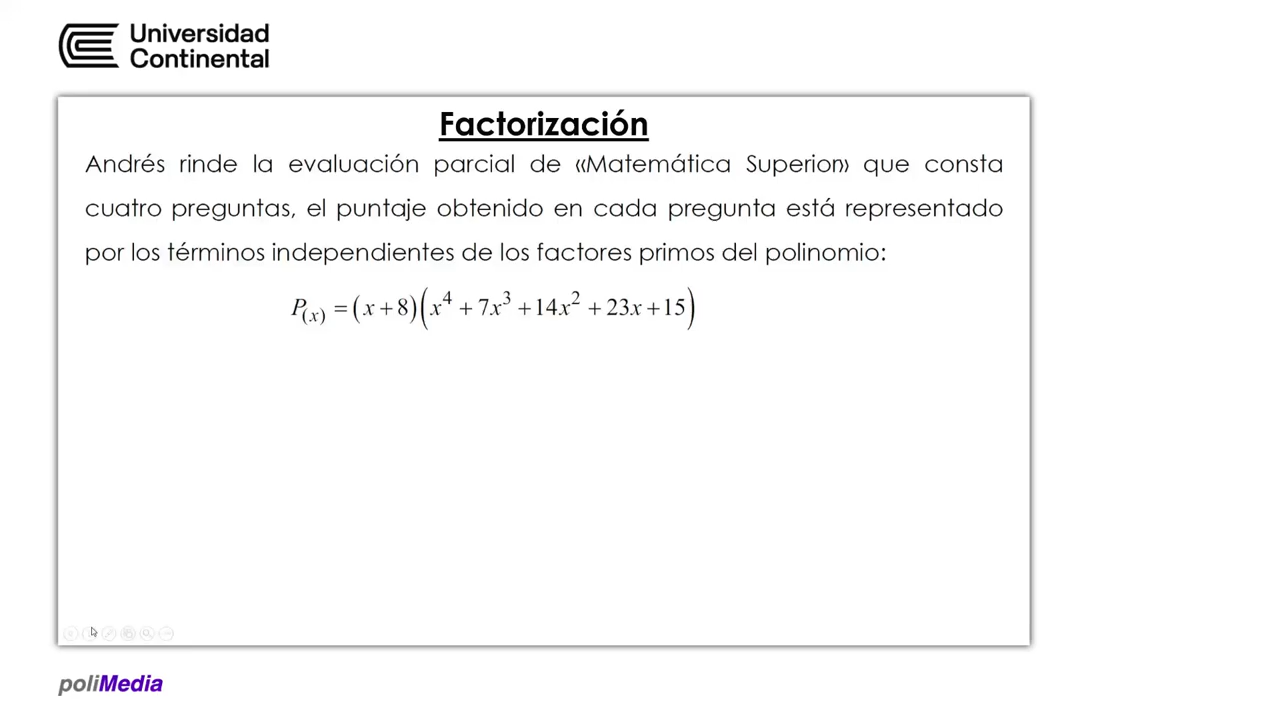 Universidad
Continental
Factorización
Andrés rinde la evaluación parcial de «Matemática Superior» que consta
cuatro preguntas, el puntaje obtenido en cada pregunta está representado
por los términos independientes de los factores primos del polinomio:
P₍ₓ₎ = (x + 8)(x⁴ + 7x³ + 14x² + 23x + 15)
poliMedia